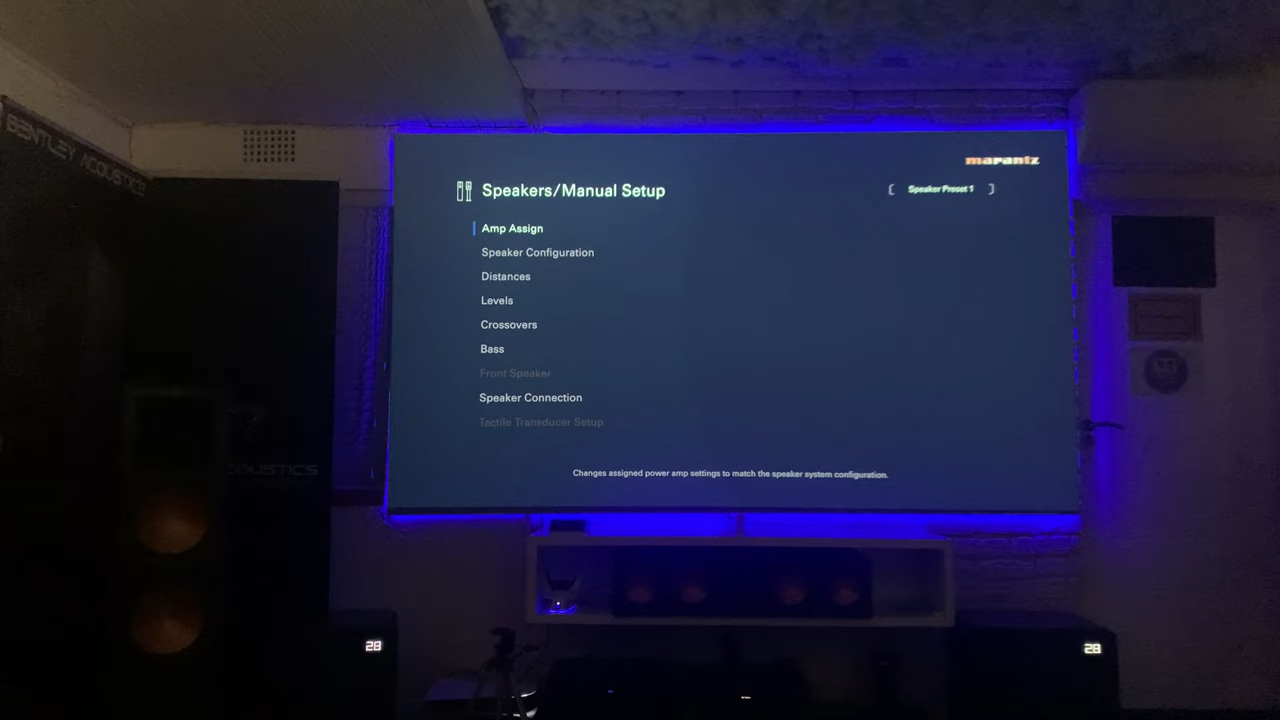 BENTLEY ACOUSTICS
marantz
Speakers/Manual Setup
Speaker Preset 1
Amp Assign
Speaker Configuration
Distances
Levels
Crossovers
Bass
Front Speaker
Speaker Connection
Tactile Transducer Setup
COUSTICS
Changes assigned power amp settings to match the speaker system configuration.
28
28